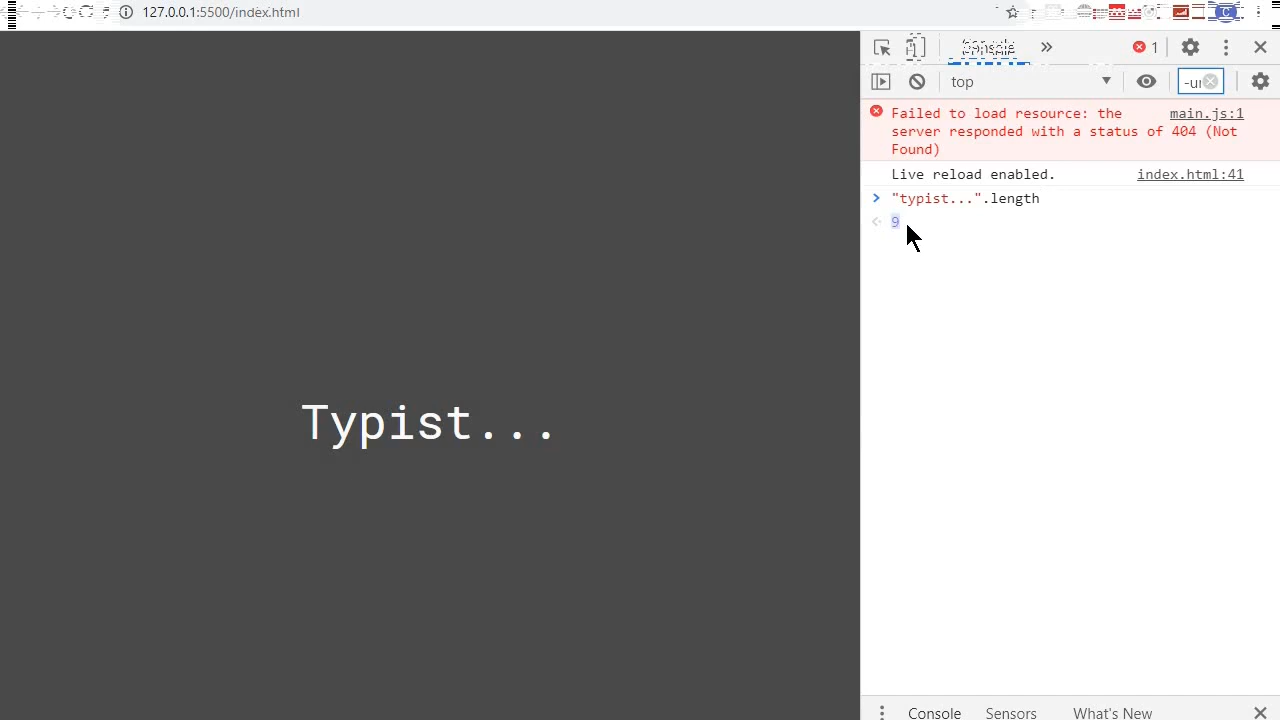 127.0.0.1:5500/index.html
C
Console
1
top
-ur
Failed to load resource: the main.js:1
server responded with a status of 404 (Not
Found)
Live reload enabled. index.html:41
"typist...".length
9
Typist...
Console Sensors What's New